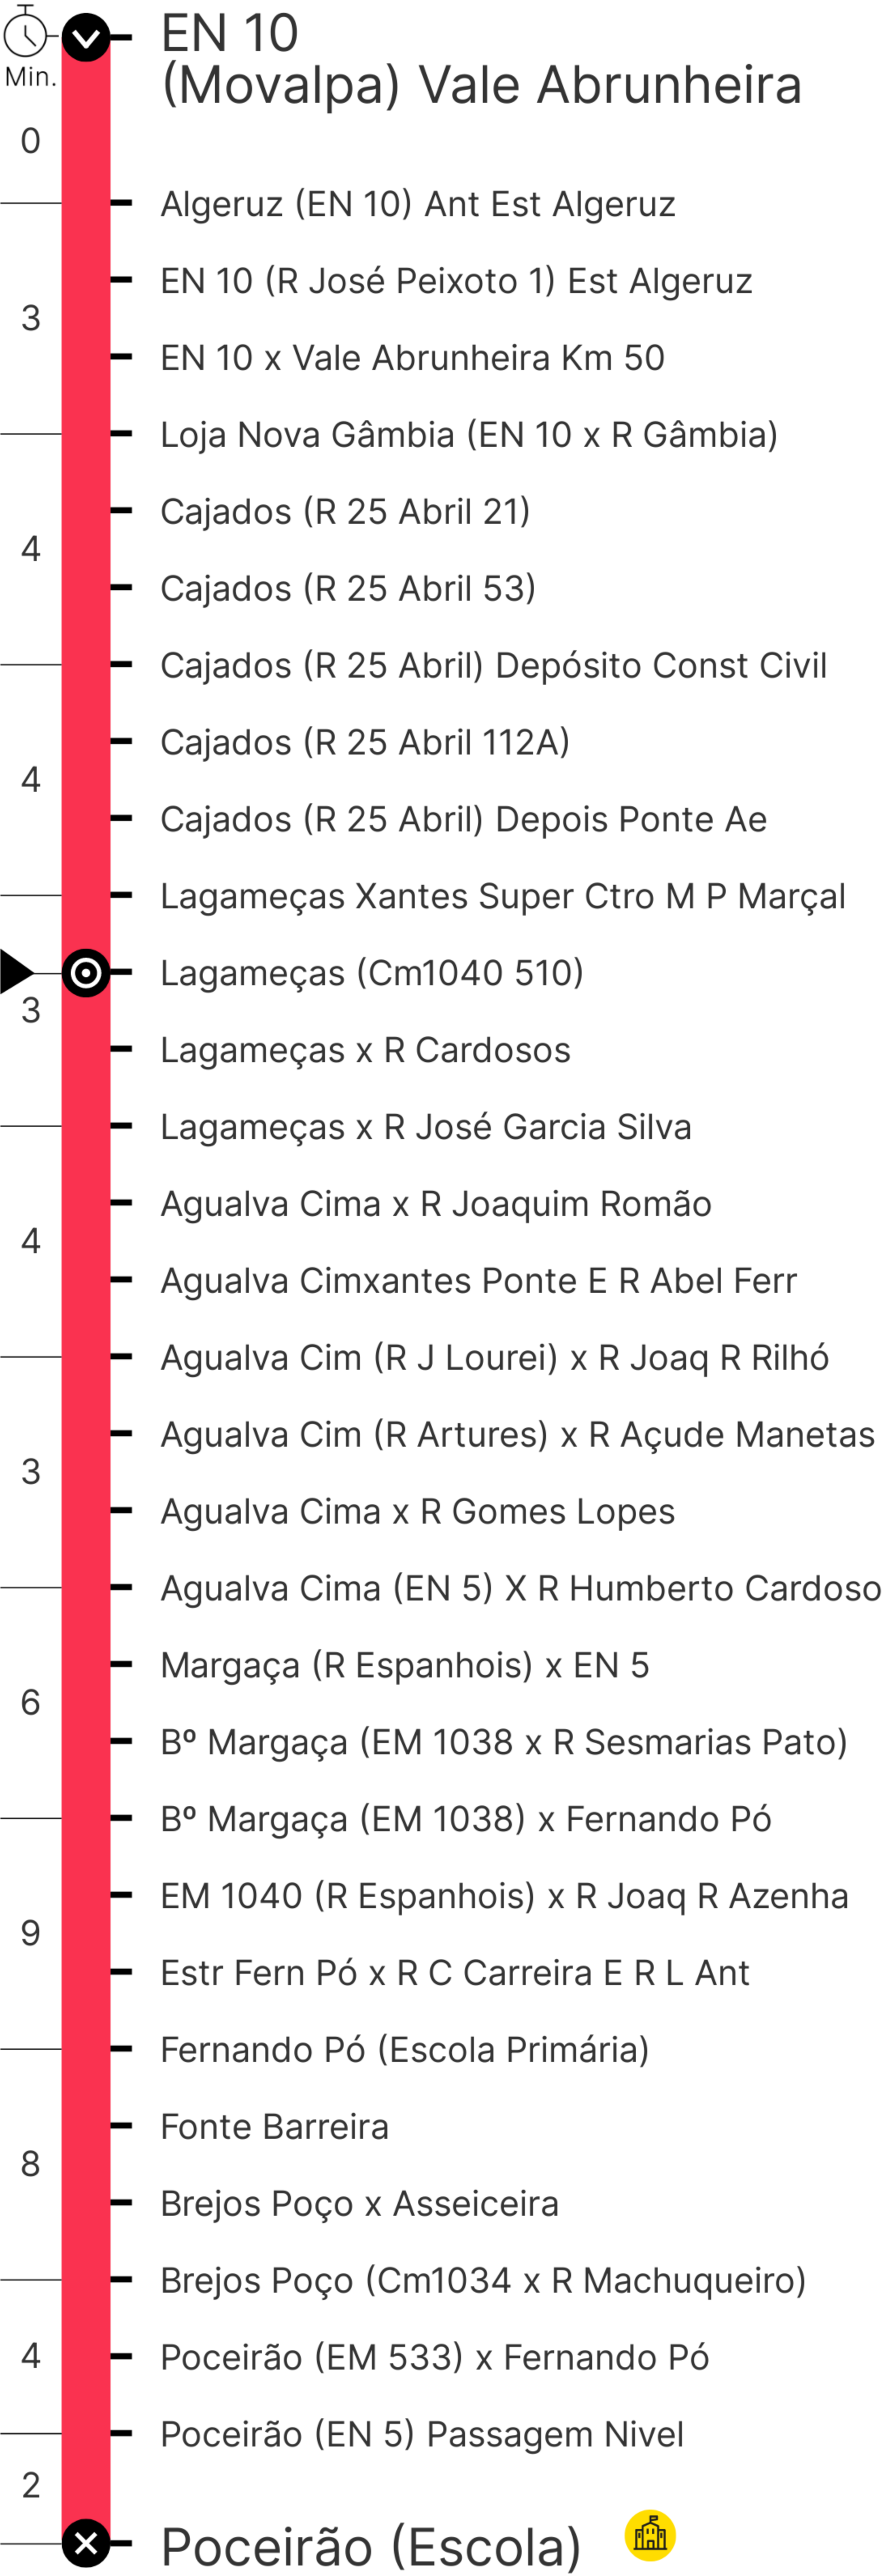 Min.
EN 10
(Movalpa) Vale Abrunheira
0
Algeruz (EN 10) Ant Est Algeruz
EN 10 (R José Peixoto 1) Est Algeruz
3
EN 10 x Vale Abrunheira Km 50
Loja Nova Gâmbia (EN 10 x R Gâmbia)
Cajados (R 25 Abril 21)
4
Cajados (R 25 Abril 53)
Cajados (R 25 Abril) Depósito Const Civil
Cajados (R 25 Abril 112A)
4
Cajados (R 25 Abril) Depois Ponte Ae
Lagameças Xantes Super Ctro M P Marçal
Lagameças (Cm1040 510)
3
Lagameças x R Cardosos
Lagameças x R José Garcia Silva
Agualva Cima x R Joaquim Romão
4
Agualva Cimxantes Ponte E R Abel Ferr
Agualva Cim (R J Lourei) x R Joaq R Rilhó
Agualva Cim (R Artures) x R Açude Manetas
3
Agualva Cima x R Gomes Lopes
Agualva Cima (EN 5) X R Humberto Cardoso
Margaça (R Espanhois) x EN 5
6
Bº Margaça (EM 1038 x R Sesmarias Pato)
Bº Margaça (EM 1038) x Fernando Pó
EM 1040 (R Espanhois) x R Joaq R Azenha
9
Estr Fern Pó x R C Carreira E R L Ant
Fernando Pó (Escola Primária)
Fonte Barreira
8
Brejos Poço x Asseiceira
Brejos Poço (Cm1034 x R Machuqueiro)
4
Poceirão (EM 533) x Fernando Pó
Poceirão (EN 5) Passagem Nivel
2
Poceirão (Escola)